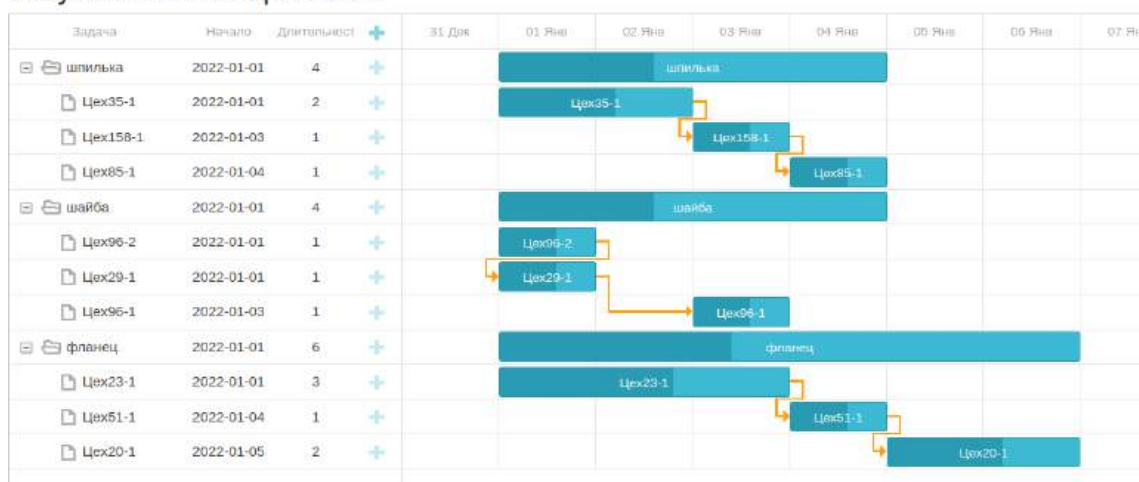 Задача Начало Длительност 31 Дек 01 Янв 02 Янв 03 Янв 04 Янв 05 Янв 06 Янв 07 Ян
шпилька 2022-01-01 4 шпилька
Цех35-1 2022-01-01 2 Цех35-1
Цех158-1 2022-01-03 1 Цех158-1
Цех85-1 2022-01-04 1 Цех85-1
шайба 2022-01-01 4 шайба
Цех96-2 2022-01-01 1 Цех96-2
Цех29-1 2022-01-01 1 Цех29-1
Цех96-1 2022-01-03 1 Цех96-1
фланец 2022-01-01 6 фланец
Цех23-1 2022-01-01 3 Цех23-1
Цех51-1 2022-01-04 1 Цех51-1
Цех20-1 2022-01-05 2 Цех20-1